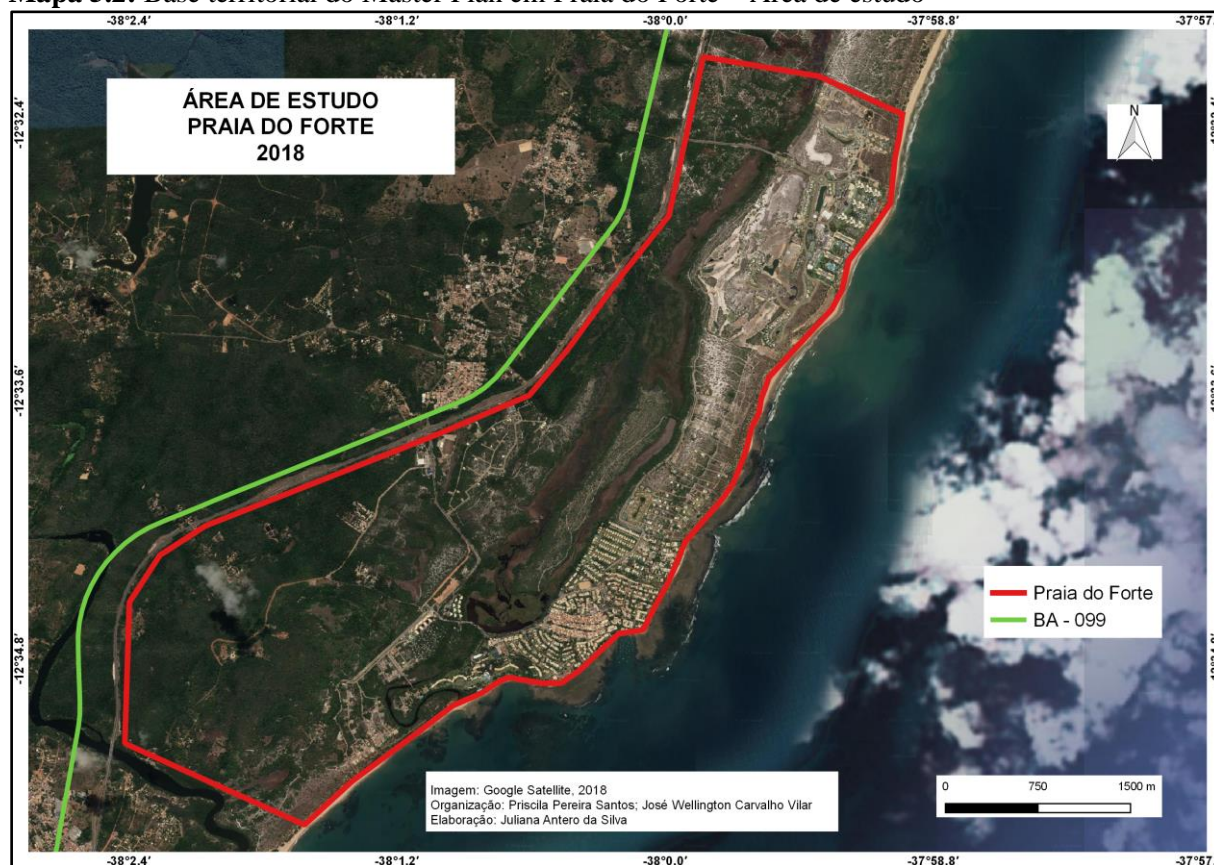 Mapa 3.2: Base territorial do Master Plan em Praia do Forte – Área de estudo
-38°2.4' -38°1.2' -38°0.0' -37°58.8'
ÁREA DE ESTUDO
PRAIA DO FORTE
2018
N
-12°32.4'
-12°33.6'
-12°34.8'
Praia do Forte
BA - 099
Imagem: Google Satellite, 2018
Organização: Priscila Pereira Santos; José Wellington Carvalho Vilar
Elaboração: Juliana Antero da Silva
0 750 1500 m
-38°2.4' -38°1.2' -38°0.0' -37°58.8'